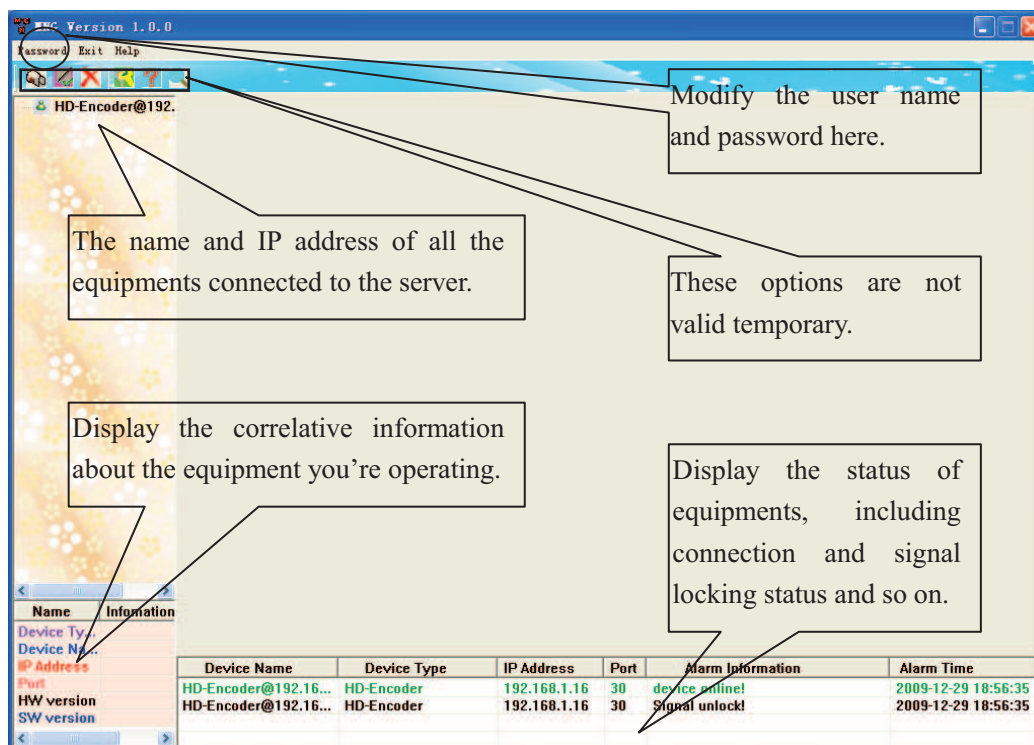 MNG Version 1.0.0
Password Exit Help
HD-Encoder@192.
Modify the user name
and password here.
The name and IP address of all the
equipments connected to the server.
These options are not
valid temporary.
Display the correlative information
about the equipment you're operating.
Display the status of
equipments, including
connection and signal
locking status and so on.
Name Infomation
Device Ty...
Device Na...
IP Address
Port
HW version
SW version
Device Name Device Type IP Address Port Alarm Information Alarm Time
HD-Encoder@192.16... HD-Encoder 192.168.1.16 30 device online! 2009-12-29 18:56:35
HD-Encoder@192.16... HD-Encoder 192.168.1.16 30 Signal unlock! 2009-12-29 18:56:35